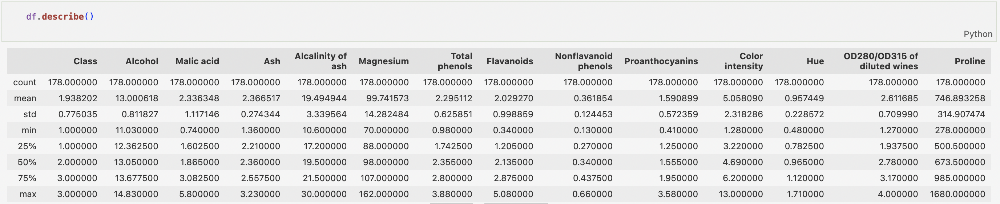 df.describe()
Python
Class Alcohol Malic acid Ash Alcalinity of ash Magnesium Total phenols Flavanoids Nonflavanoid phenols Proanthocyanins Color intensity Hue OD280/OD315 of diluted wines Proline
count 178.000000 178.000000 178.000000 178.000000 178.000000 178.000000 178.000000 178.000000 178.000000 178.000000 178.000000 178.000000 178.000000 178.000000
mean 1.938202 13.000618 2.336348 2.366517 19.494944 99.741573 2.295112 2.029270 0.361854 1.590899 5.058090 0.957449 2.611685 746.893258
std 0.775035 0.811827 1.117146 0.274344 3.339564 14.282484 0.625851 0.998859 0.124453 0.572359 2.318286 0.228572 0.709990 314.907474
min 1.000000 11.030000 0.740000 1.360000 10.600000 70.000000 0.980000 0.340000 0.130000 0.410000 1.280000 0.480000 1.270000 278.000000
25% 1.000000 12.362500 1.602500 2.210000 17.200000 88.000000 1.742500 1.205000 0.270000 1.250000 3.220000 0.782500 1.937500 500.500000
50% 2.000000 13.050000 1.865000 2.360000 19.500000 98.000000 2.355000 2.135000 0.340000 1.555000 4.690000 0.965000 2.780000 673.500000
75% 3.000000 13.677500 3.082500 2.557500 21.500000 107.000000 2.800000 2.875000 0.437500 1.950000 6.200000 1.120000 3.170000 985.000000
max 3.000000 14.830000 5.800000 3.230000 30.000000 162.000000 3.880000 5.080000 0.660000 3.580000 13.000000 1.710000 4.000000 1680.000000